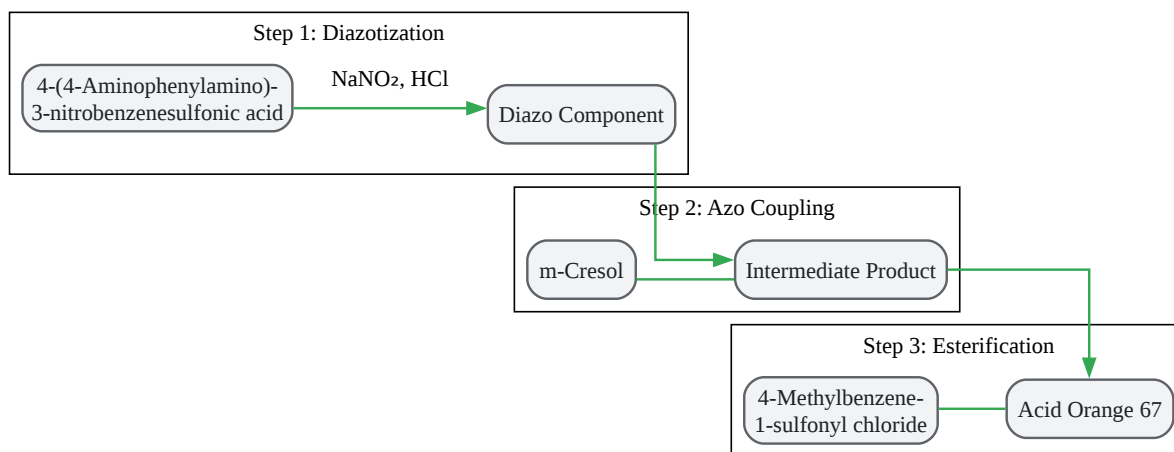 Step 1: Diazotization
4-(4-Aminophenylamino)-
3-nitrobenzenesulfonic acid
NaNO₂, HCl
Diazo Component
Step 2: Azo Coupling
m-Cresol
Intermediate Product
Step 3: Esterification
4-Methylbenzene-
1-sulfonyl chloride
Acid Orange 67